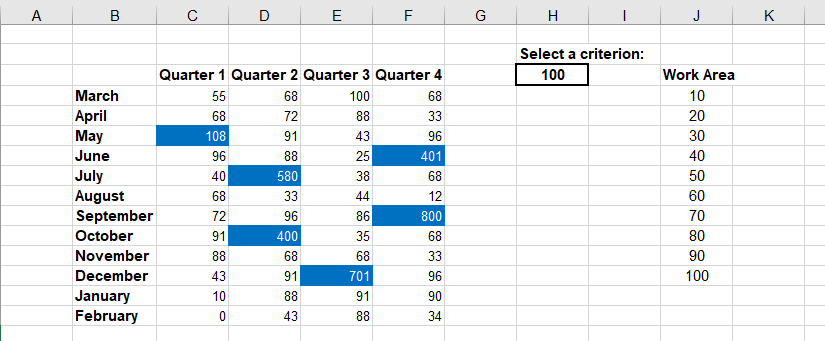 A B C D E F G H I J K
Select a criterion:
Quarter 1 Quarter 2 Quarter 3 Quarter 4 100 Work Area
March 55 68 100 68 10
April 68 72 88 33 20
May 108 91 43 96 30
June 96 88 25 401 40
July 40 580 38 68 50
August 68 33 44 12 60
September 72 96 86 800 70
October 91 400 35 68 80
November 88 68 68 33 90
December 43 91 701 96 100
January 10 88 91 90
February 0 43 88 34